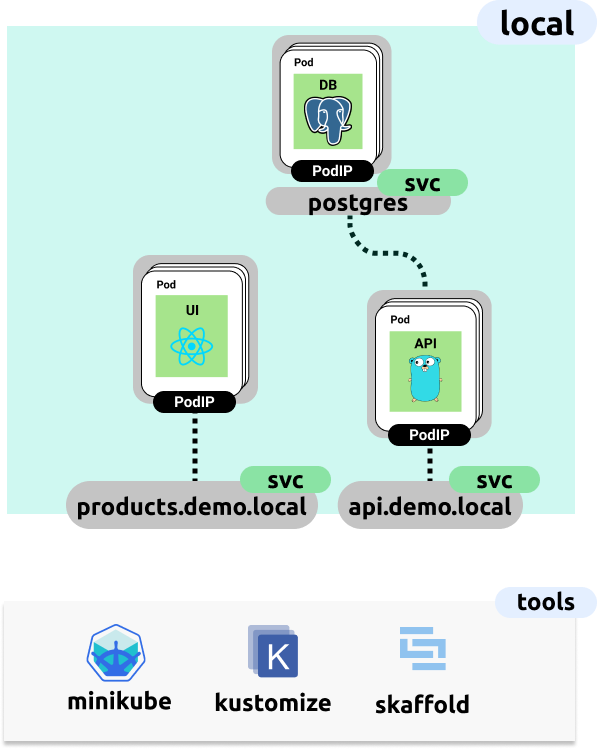 local
Pod
DB
PodIP
svc
postgres
Pod
UI
PodIP
Pod
API
PodIP
svc
products.demo.local
svc
api.demo.local
tools
K
minikube
kustomize
skaffold